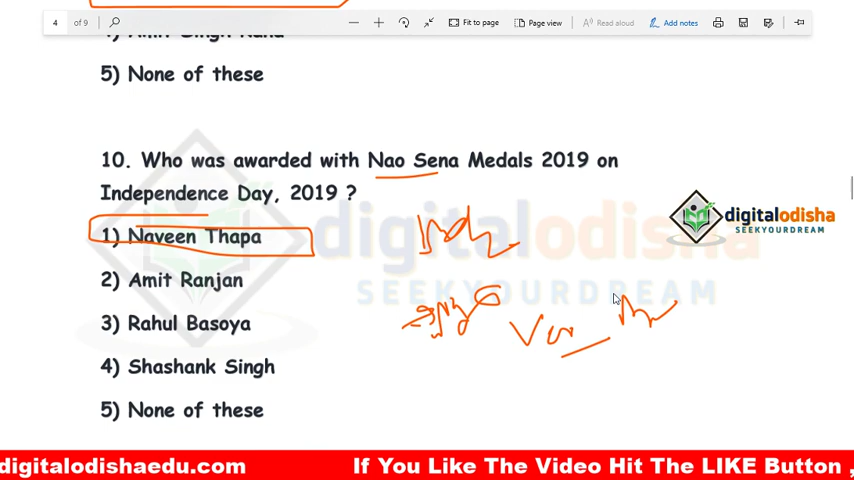 4 of 9
Fit to page
Page view
Read aloud
Add notes
5) None of these
10. Who was awarded with Nao Sena Medals 2019 on
Independence Day, 2019 ?
1) Naveen Thapa
2) Amit Ranjan
3) Rahul Basoya
4) Shashank Singh
5) None of these
digitalodisha
SEEKYOURDREAM
digitalodisha
SEEKYOURDREAM
digitalodishaedu.com If You Like The Video Hit The LIKE Button ,